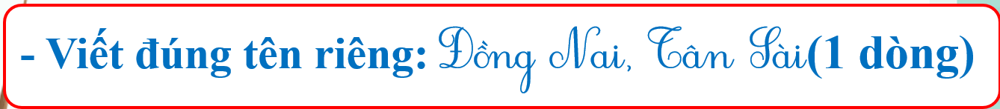 - Viết đúng tên riêng: Đồng Nai, Tân Sài(1 dòng)